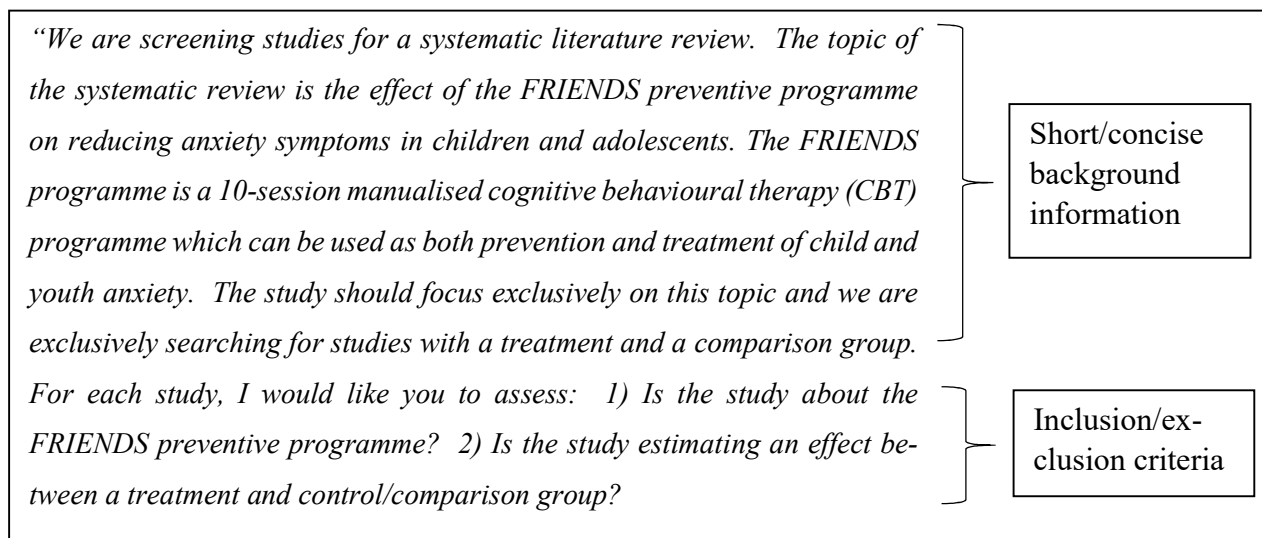 “We are screening studies for a systematic literature review.  The topic of
the systematic review is the effect of the FRIENDS preventive programme
on reducing anxiety symptoms in children and adolescents. The FRIENDS
programme is a 10-session manualised cognitive behavioural therapy (CBT)
programme which can be used as both prevention and treatment of child and
youth anxiety.  The study should focus exclusively on this topic and we are
exclusively searching for studies with a treatment and a comparison group.
For each study, I would like you to assess:  1) Is the study about the
FRIENDS preventive programme?  2) Is the study estimating an effect be-
tween a treatment and control/comparison group?
Short/concise
background
information
Inclusion/ex-
clusion criteria